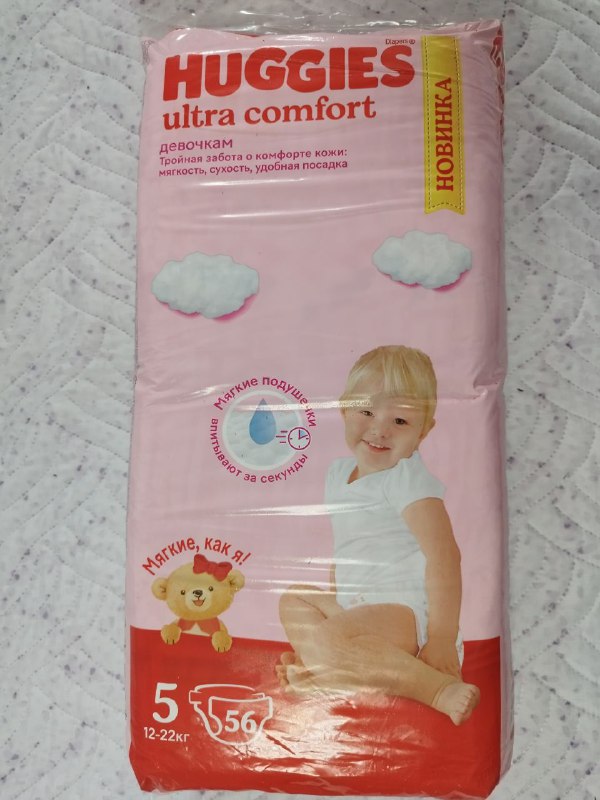 Diapers
HUGGIES
ultra comfort
девочкам
Тройная забота о комфорте кожи:
мягкость, сухость, удобная посадка
НОВИНКА
Мягкие подушечки
впитывают за секунды
Мягкие, как я!
5
56
12-22кг